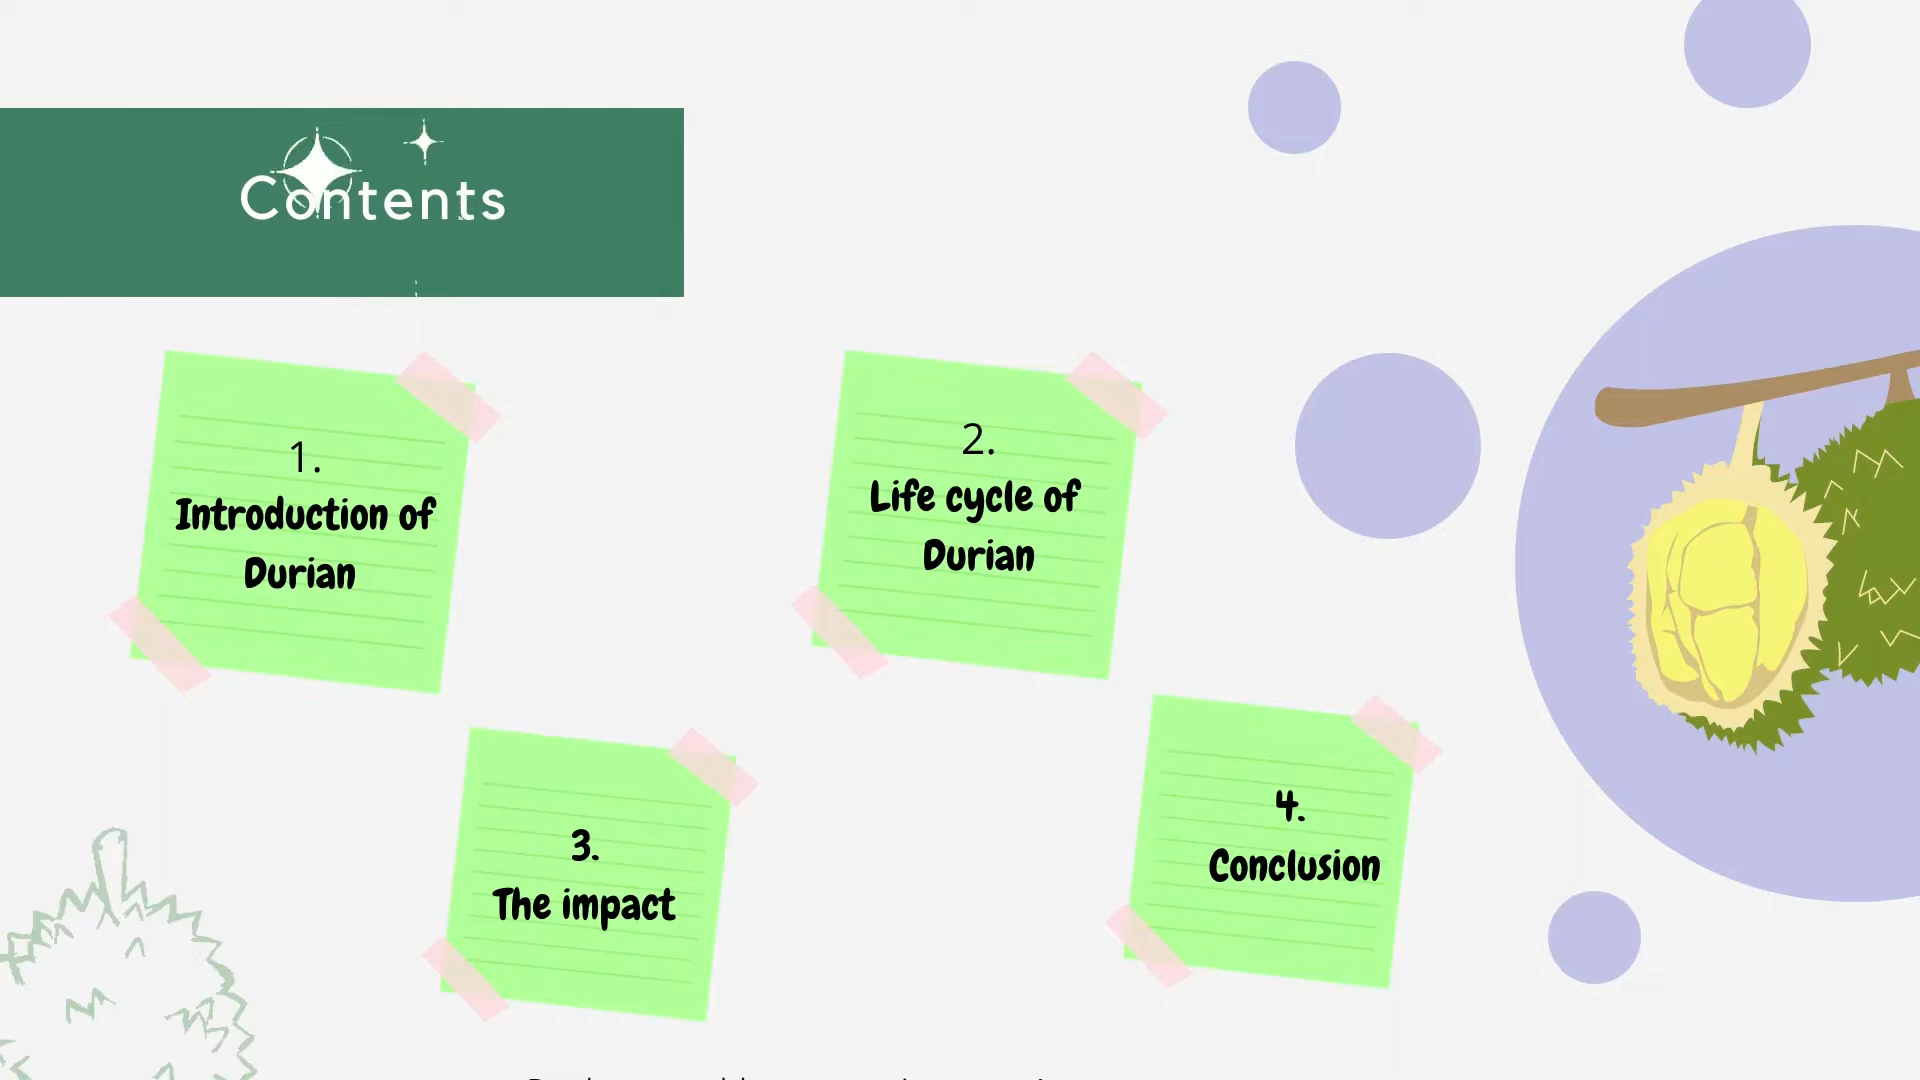 Contents
1.
Introduction of
Durian
2.
Life cycle of
Durian
3.
The impact
4.
Conclusion